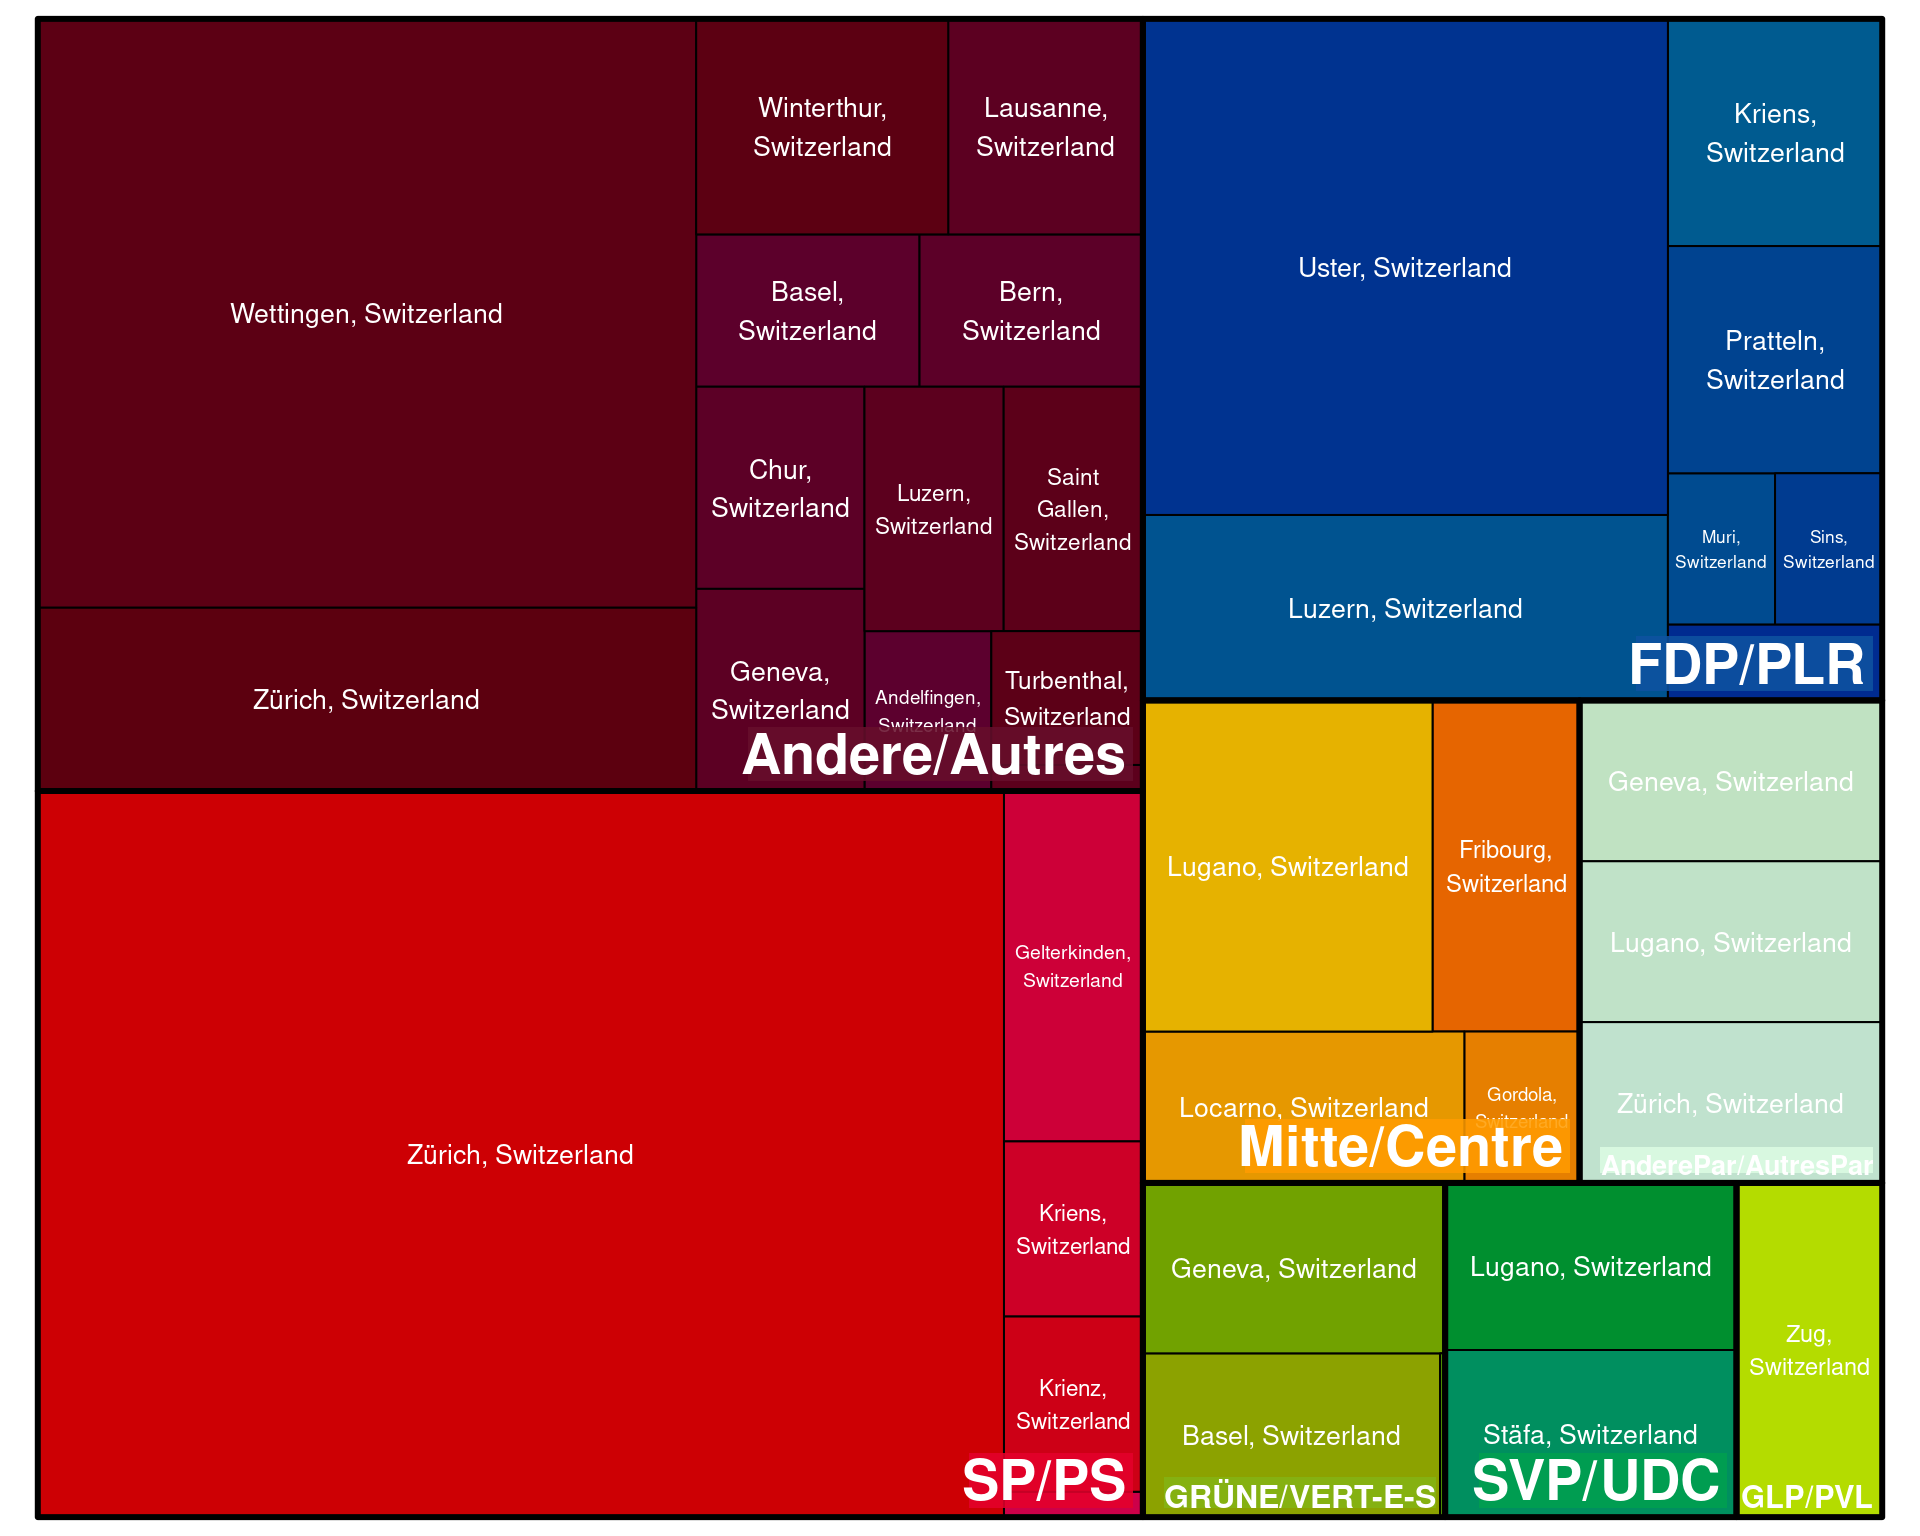 Wettingen, Switzerland
Zürich, Switzerland
Winterthur,
Switzerland
Lausanne,
Switzerland
Basel,
Switzerland
Bern,
Switzerland
Chur,
Switzerland
Luzern,
Switzerland
Saint
Gallen,
Switzerland
Geneva,
Switzerland
Andelfingen,
Switzerland
Turbenthal,
Switzerland
Andere/Autres
Zürich, Switzerland
Gelterkinden,
Switzerland
Kriens,
Switzerland
Krienz,
Switzerland
SP/PS
Uster, Switzerland
Luzern, Switzerland
Kriens,
Switzerland
Pratteln,
Switzerland
Muri,
Switzerland
Sins,
Switzerland
FDP/PLR
Lugano, Switzerland
Fribourg,
Switzerland
Locarno, Switzerland
Gordola,
Switzerland
Mitte/Centre
Geneva, Switzerland
Lugano, Switzerland
Zürich, Switzerland
AnderePar/AutresPar
Geneva, Switzerland
Basel, Switzerland
GRÜNE/VERT-E-S
Lugano, Switzerland
Stäfa, Switzerland
SVP/UDC
Zug,
Switzerland
GLP/PVL